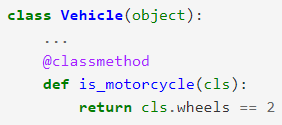 class Vehicle(object):
    ...
    @classmethod
    def is_motorcycle(cls):
        return cls.wheels == 2